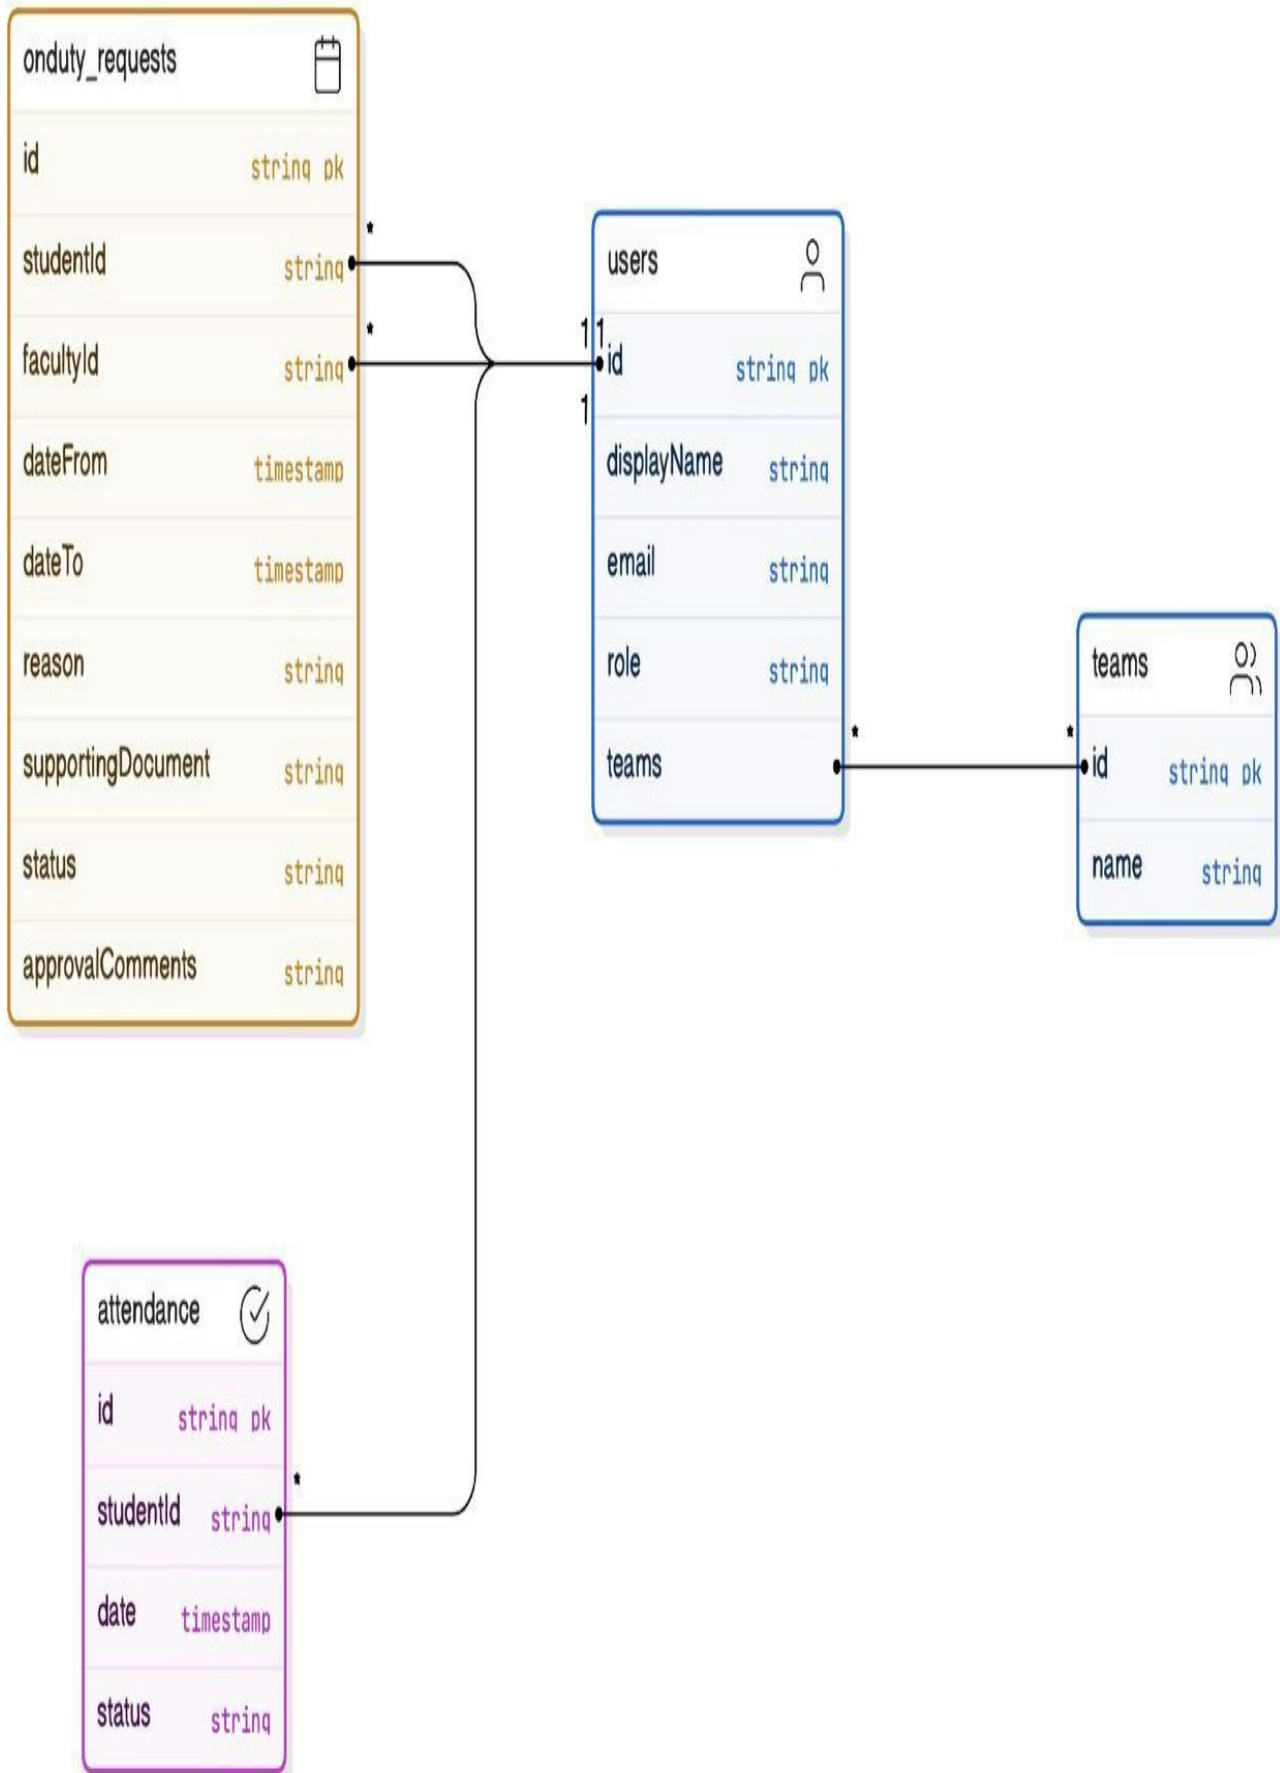 onduty_requests
id string pk
studentId string
*
facultyId string
*
dateFrom timestamp
dateTo timestamp
reason string
supportingDocument string
status string
approvalComments string
users
1 1
id string pk
1
displayName string
email string
role string
teams
*
teams
*
id string pk
name string
attendance
id string pk
studentId string
*
date timestamp
status string